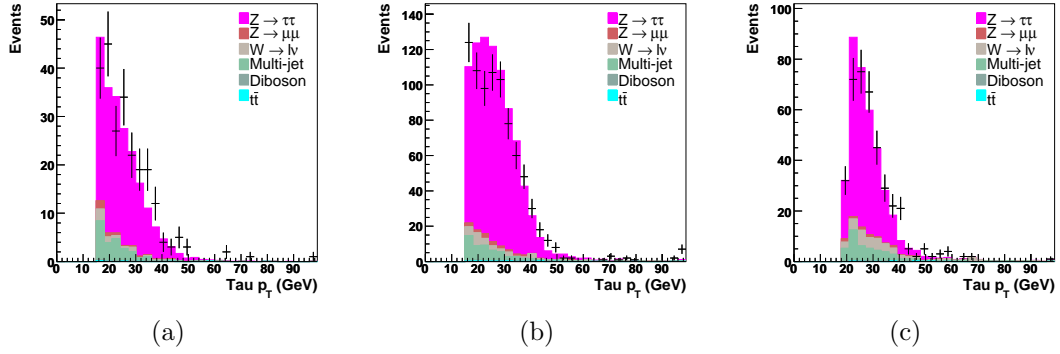 Events
50
40
30
20
10
0
0 10 20 30 40 50 60 70 80 90
Tau pT (GeV)
Z → ττ
Z → μμ
W → lν
Multi-jet
Diboson
tt̄
(a)
Events
140
120
100
80
60
40
20
0
0 10 20 30 40 50 60 70 80 90
Tau pT (GeV)
Z → ττ
Z → μμ
W → lν
Multi-jet
Diboson
tt̄
(b)
Events
100
80
60
40
20
0
0 10 20 30 40 50 60 70 80 90
Tau pT (GeV)
Z → ττ
Z → μμ
W → lν
Multi-jet
Diboson
tt̄
(c)